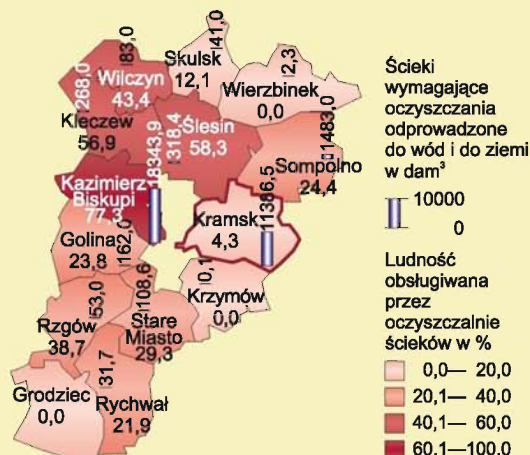 41,0
Skulsk
12,1
2,3
Wierzbinek
0,0
83,0
268,0
Wilczyn
43,4
Kleczew
56,9
318,4
Ślesin
58,3
1483,0
Sompolno
24,4
18343,9
Kazimierz
Biskupi
77,3
11386,5
Kramsk
4,3
162,0
Golina
23,8
0,1
Krzymów
0,0
53,0
Rzgów
38,7
108,6
Stare
Miasto
29,3
31,7
Rychwał
21,9
Grodziec
0,0
Ścieki
wymagające
oczyszczania
odprowadzone
do wód i do ziemi
w dam³
10000
0
Ludność
obsługiwana
przez
oczyszczalnie
ścieków w %
0,0— 20,0
20,1— 40,0
40,1— 60,0
60,1—100,0